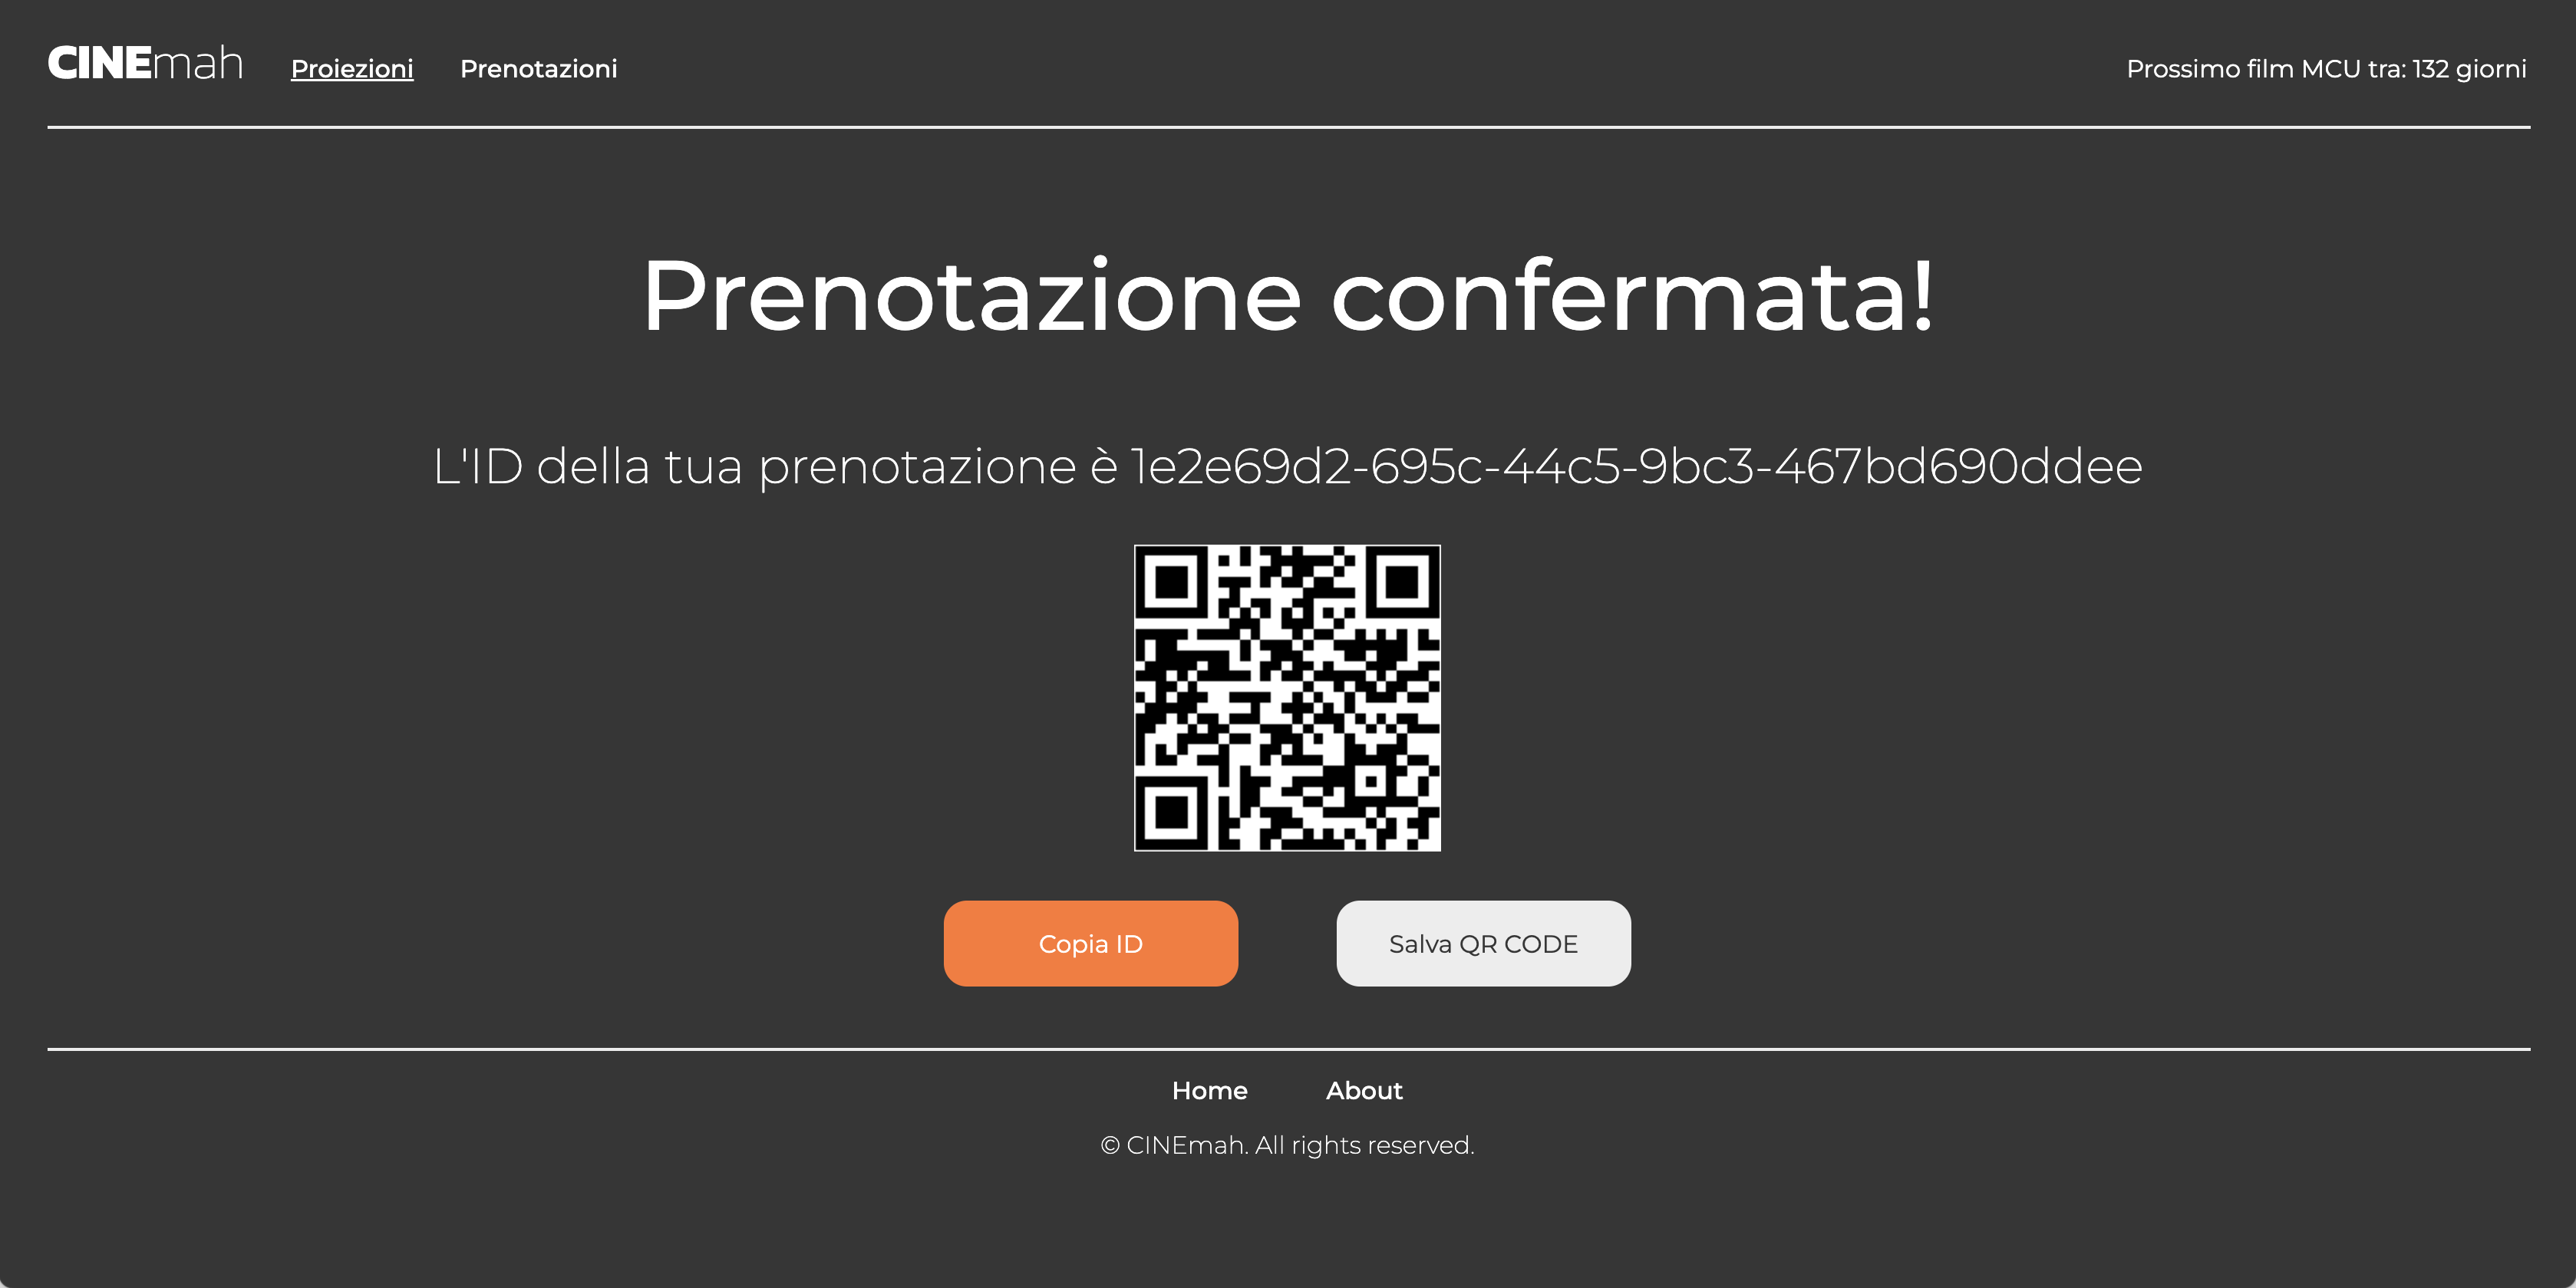 CINEmah Proiezioni Prenotazioni Prossimo film MCU tra: 132 giorni
Prenotazione confermata!
L'ID della tua prenotazione è 1e2e69d2-695c-44c5-9bc3-467bd690ddee
Copia ID Salva QR CODE
Home About
© CINEmah. All rights reserved.